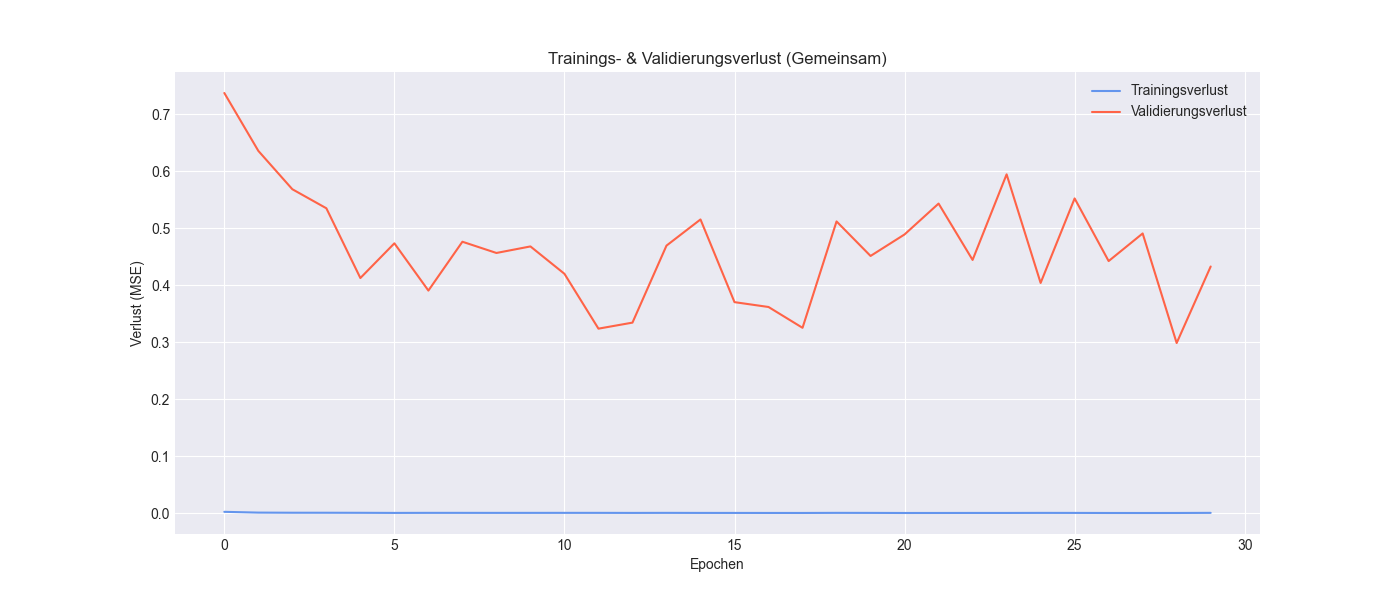 Trainings- & Validierungsverlust (Gemeinsam)
Trainingsverlust
Validierungsverlust
0.7
0.6
0.5
0.4
0.3
0.2
0.1
0.0
Verlust (MSE)
0 5 10 15 20 25 30
Epochen